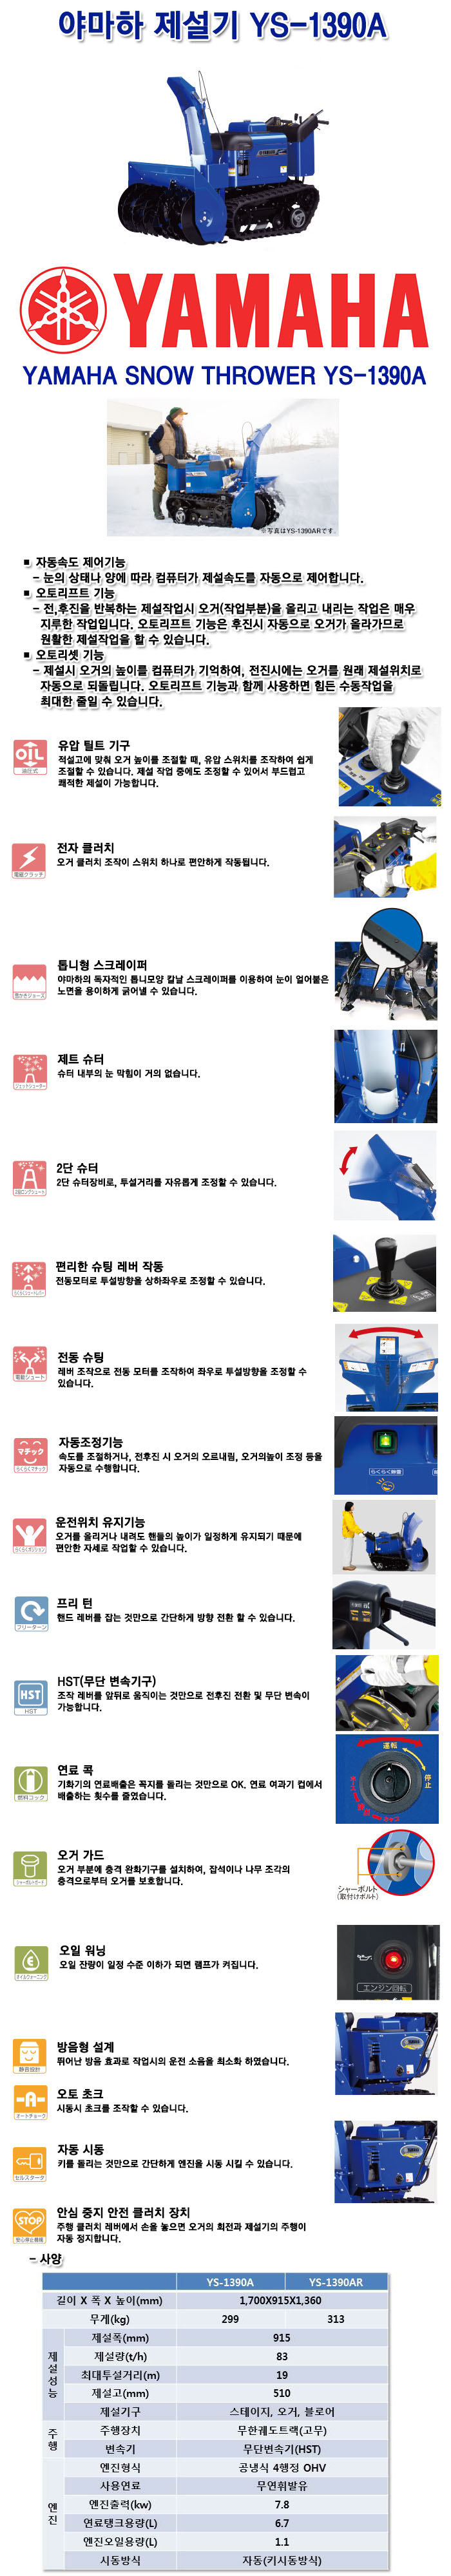 야마하 제설기 YS-1390A
YAMAHA
YAMAHA SNOW THROWER YS-1390A
※写真はYS-1390ARです。
■ 자동속도 제어기능
– 눈의 상태나 양에 따라 컴퓨터가 제설속도를 자동으로 제어합니다.
■ 오토리프트 기능
– 전,후진을 반복하는 제설작업시 오거(작업부분)을 올리고 내리는 작업은 매우
지루한 작업입니다. 오토리프트 기능은 후진시 자동으로 오거가 올라가므로
원활한 제설작업을 할 수 있습니다.
■ 오토리셋 기능
– 제설시 오거의 높이를 컴퓨터가 기억하여, 전진시에는 오거를 원래 제설위치로
자동으로 되돌립니다. 오토리프트 기능과 함께 사용하면 힘든 수동작업을
최대한 줄일 수 있습니다.
OIL
油圧式
유압 틸트 기구
적설고에 맞춰 오거 높이를 조절할 때, 유압 스위치를 조작하여 쉽게
조절할 수 있습니다. 제설 작업 중에도 조정할 수 있어서 부드럽고
쾌적한 제설이 가능합니다.
電磁クラッチ
전자 클러치
오거 클러치 조작이 스위치 하나로 편안하게 작동됩니다.
雪かきジョーズ
톱니형 스크레이퍼
야마하의 독자적인 톱니모양 칼날 스크레이퍼를 이용하여 눈이 얼어붙은
노면을 용이하게 긁어낼 수 있습니다.
ジェットシューター
제트 슈터
슈터 내부의 눈 막힘이 거의 없습니다.
2段ロングシュート
2단 슈터
2단 슈터장비로, 투설거리를 자유롭게 조정할 수 있습니다.
らくらくシュートレバー
편리한 슈팅 레버 작동
전동모터로 투설방향을 상하좌우로 조정할 수 있습니다.
電動シュート
전동 슈팅
레버 조작으로 전동 모터를 조작하여 좌우로 투설방향을 조정할 수
있습니다.
マチック
らくらくマチック
자동조정기능
속도를 조절하거나, 전후진 시 오거의 오르내림, 오거의높이 조정 등을
자동으로 수행합니다.
らくらく除雪
らくらくポジション
운전위치 유지기능
오거를 올리거나 내려도 핸들의 높이가 일정하게 유지되기 때문에
편안한 자세로 작업할 수 있습니다.
フリーターン
프리 턴
핸드 레버를 잡는 것만으로 간단하게 방향 전환 할 수 있습니다.
HST
HST
HST(무단 변속기구)
조작 레버를 앞뒤로 움직이는 것만으로 전후진 전환 및 무단 변속이
가능합니다.
燃料コック
연료 콕
기화기의 연료배출은 꼭지를 돌리는 것만으로 OK. 연료 여과기 컵에서
배출하는 횟수를 줄였습니다.
運転
停止
シャーボルトガード
오거 가드
오거 부분에 충격 완화기구를 설치하여, 잡석이나 나무 조각의
충격으로부터 오거를 보호합니다.
シャーボルト
(取付けボルト)
オイルウォーニング
오일 워닝
오일 잔량이 일정 수준 이하가 되면 램프가 켜집니다.
エンジン回転
静音設計
방음형 설계
뛰어난 방음 효과로 작업시의 운전 소음을 최소화 하였습니다.
A
オートチョーク
오토 초크
시동시 초크를 조작할 수 있습니다.
セルスタータ
자동 시동
키를 돌리는 것만으로 간단하게 엔진을 시동 시킬 수 있습니다.
STOP
安心停止機構
안심 중지 안전 클러치 장치
주행 클러치 레버에서 손을 놓으면 오거의 회전과 제설기의 주행이
자동 정지합니다.
– 사양
YS-1390A YS-1390AR
길이 X 폭 X 높이(mm) 1,700X915X1,360
무게(kg) 299 313
제설성능
제설폭(mm) 915
제설량(t/h) 83
최대투설거리(m) 19
제설고(mm) 510
제설기구 스테이지, 오거, 블로어
주행
주행장치 무한궤도트랙(고무)
변속기 무단변속기(HST)
엔진
엔진형식 공냉식 4행정 OHV
사용연료 무연휘발유
엔진출력(kw) 7.8
연료탱크용량(L) 6.7
엔진오일용량(L) 1.1
시동방식 자동(키시동방식)